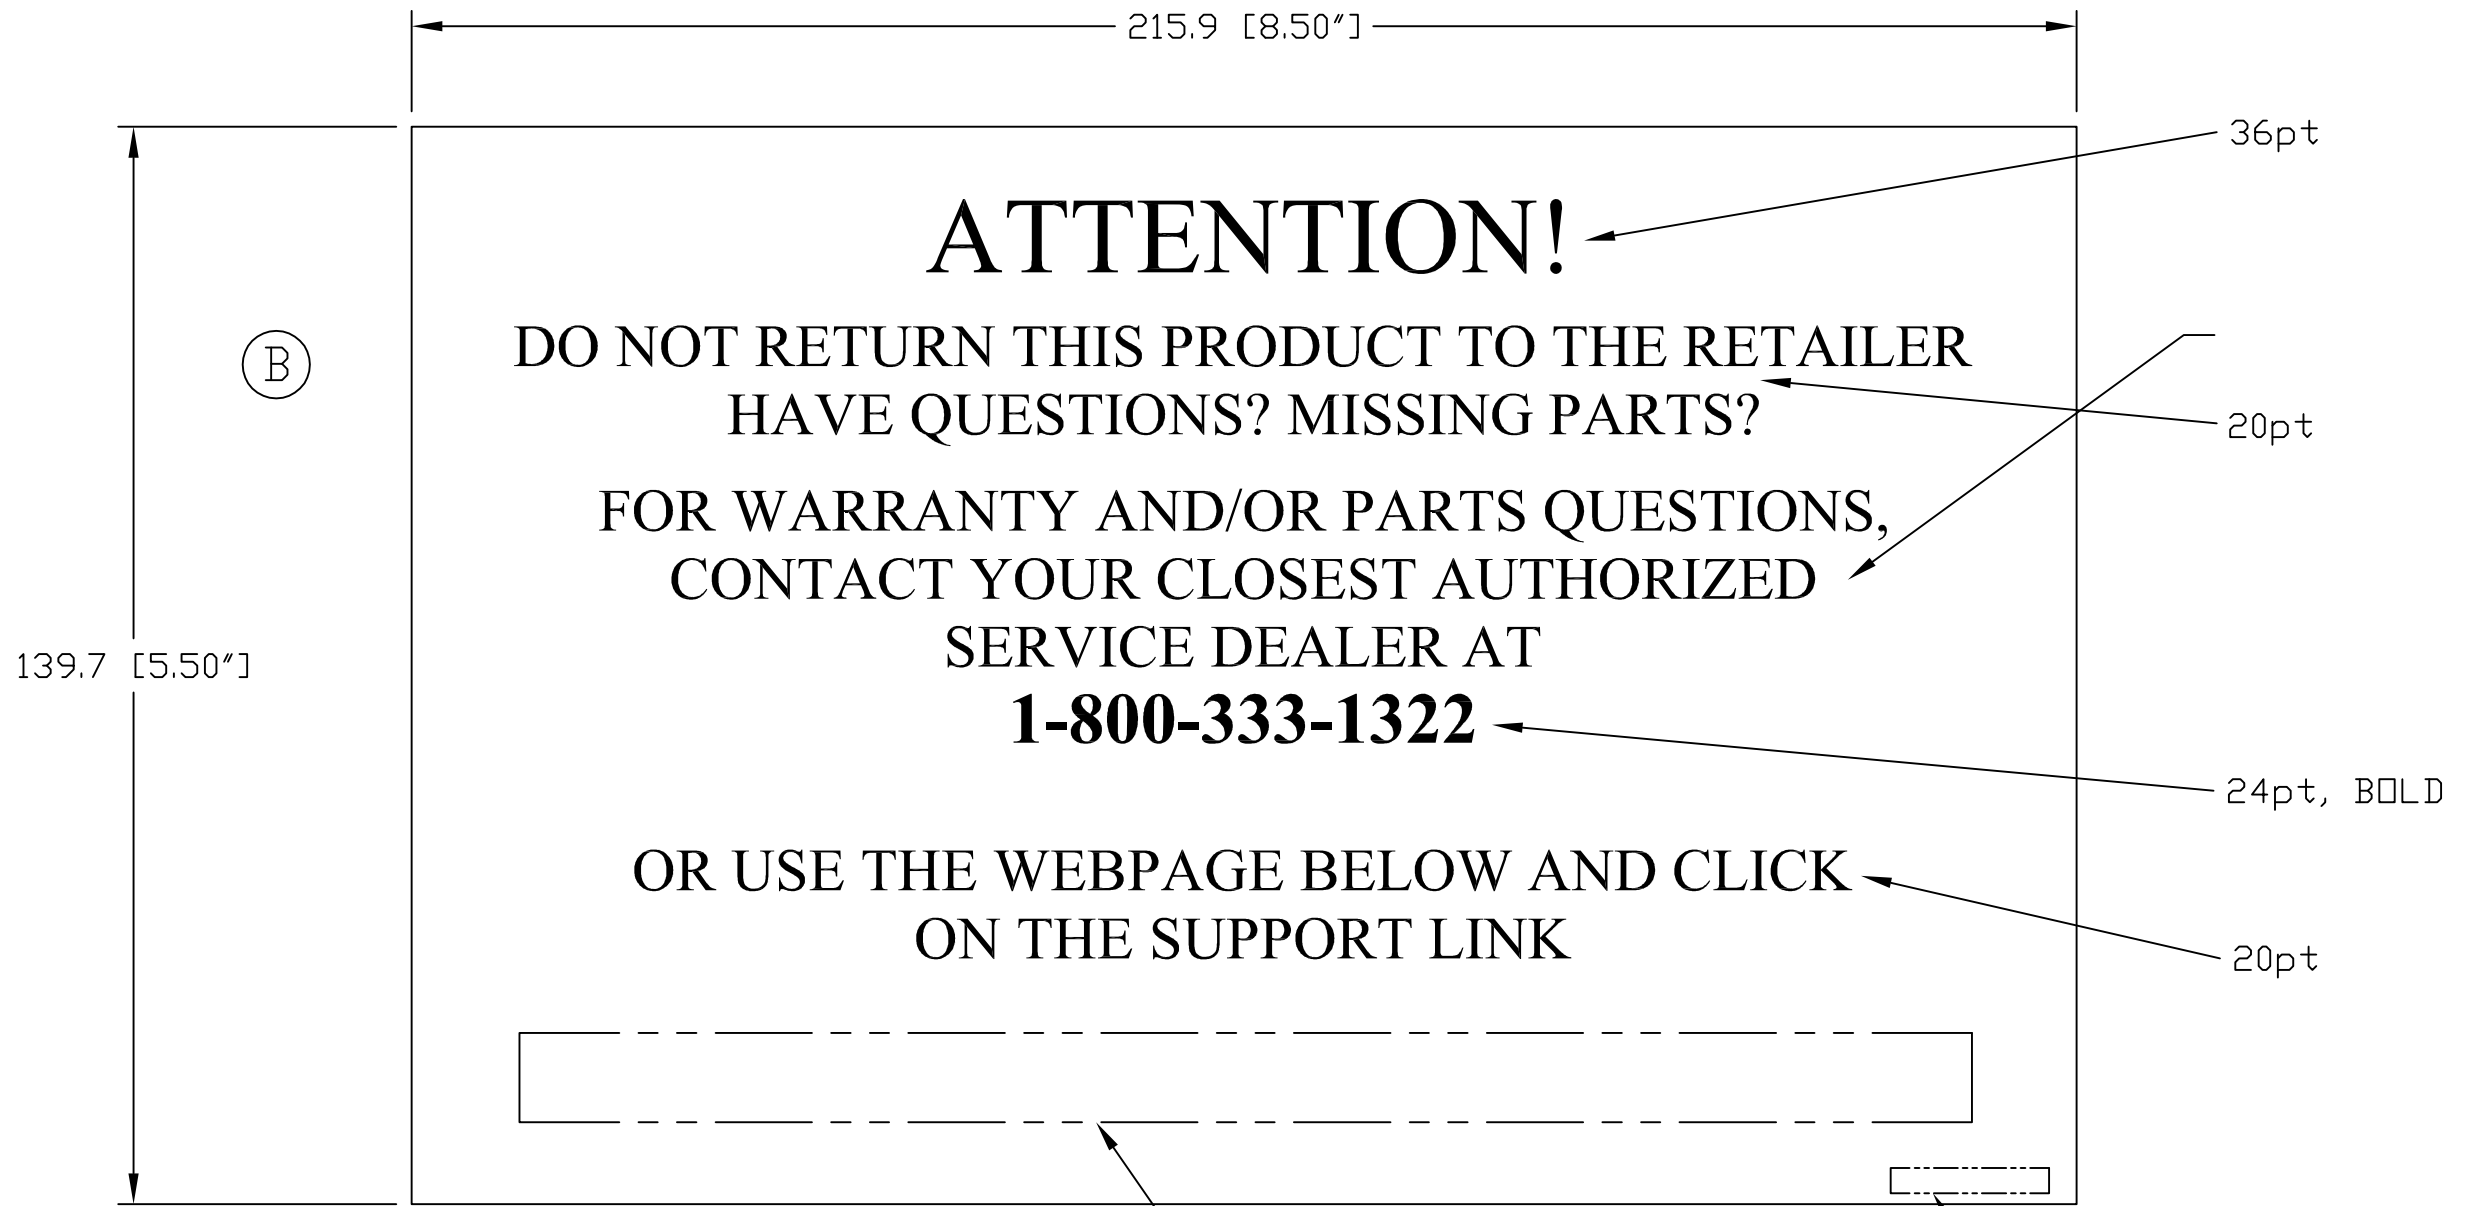 215.9 [8.50"]
36pt
ATTENTION!
B
DO NOT RETURN THIS PRODUCT TO THE RETAILER
HAVE QUESTIONS? MISSING PARTS?
20pt
FOR WARRANTY AND/OR PARTS QUESTIONS,
CONTACT YOUR CLOSEST AUTHORIZED
SERVICE DEALER AT
139.7 [5.50"]
1-800-333-1322
24pt, BOLD
OR USE THE WEBPAGE BELOW AND CLICK
ON THE SUPPORT LINK
20pt